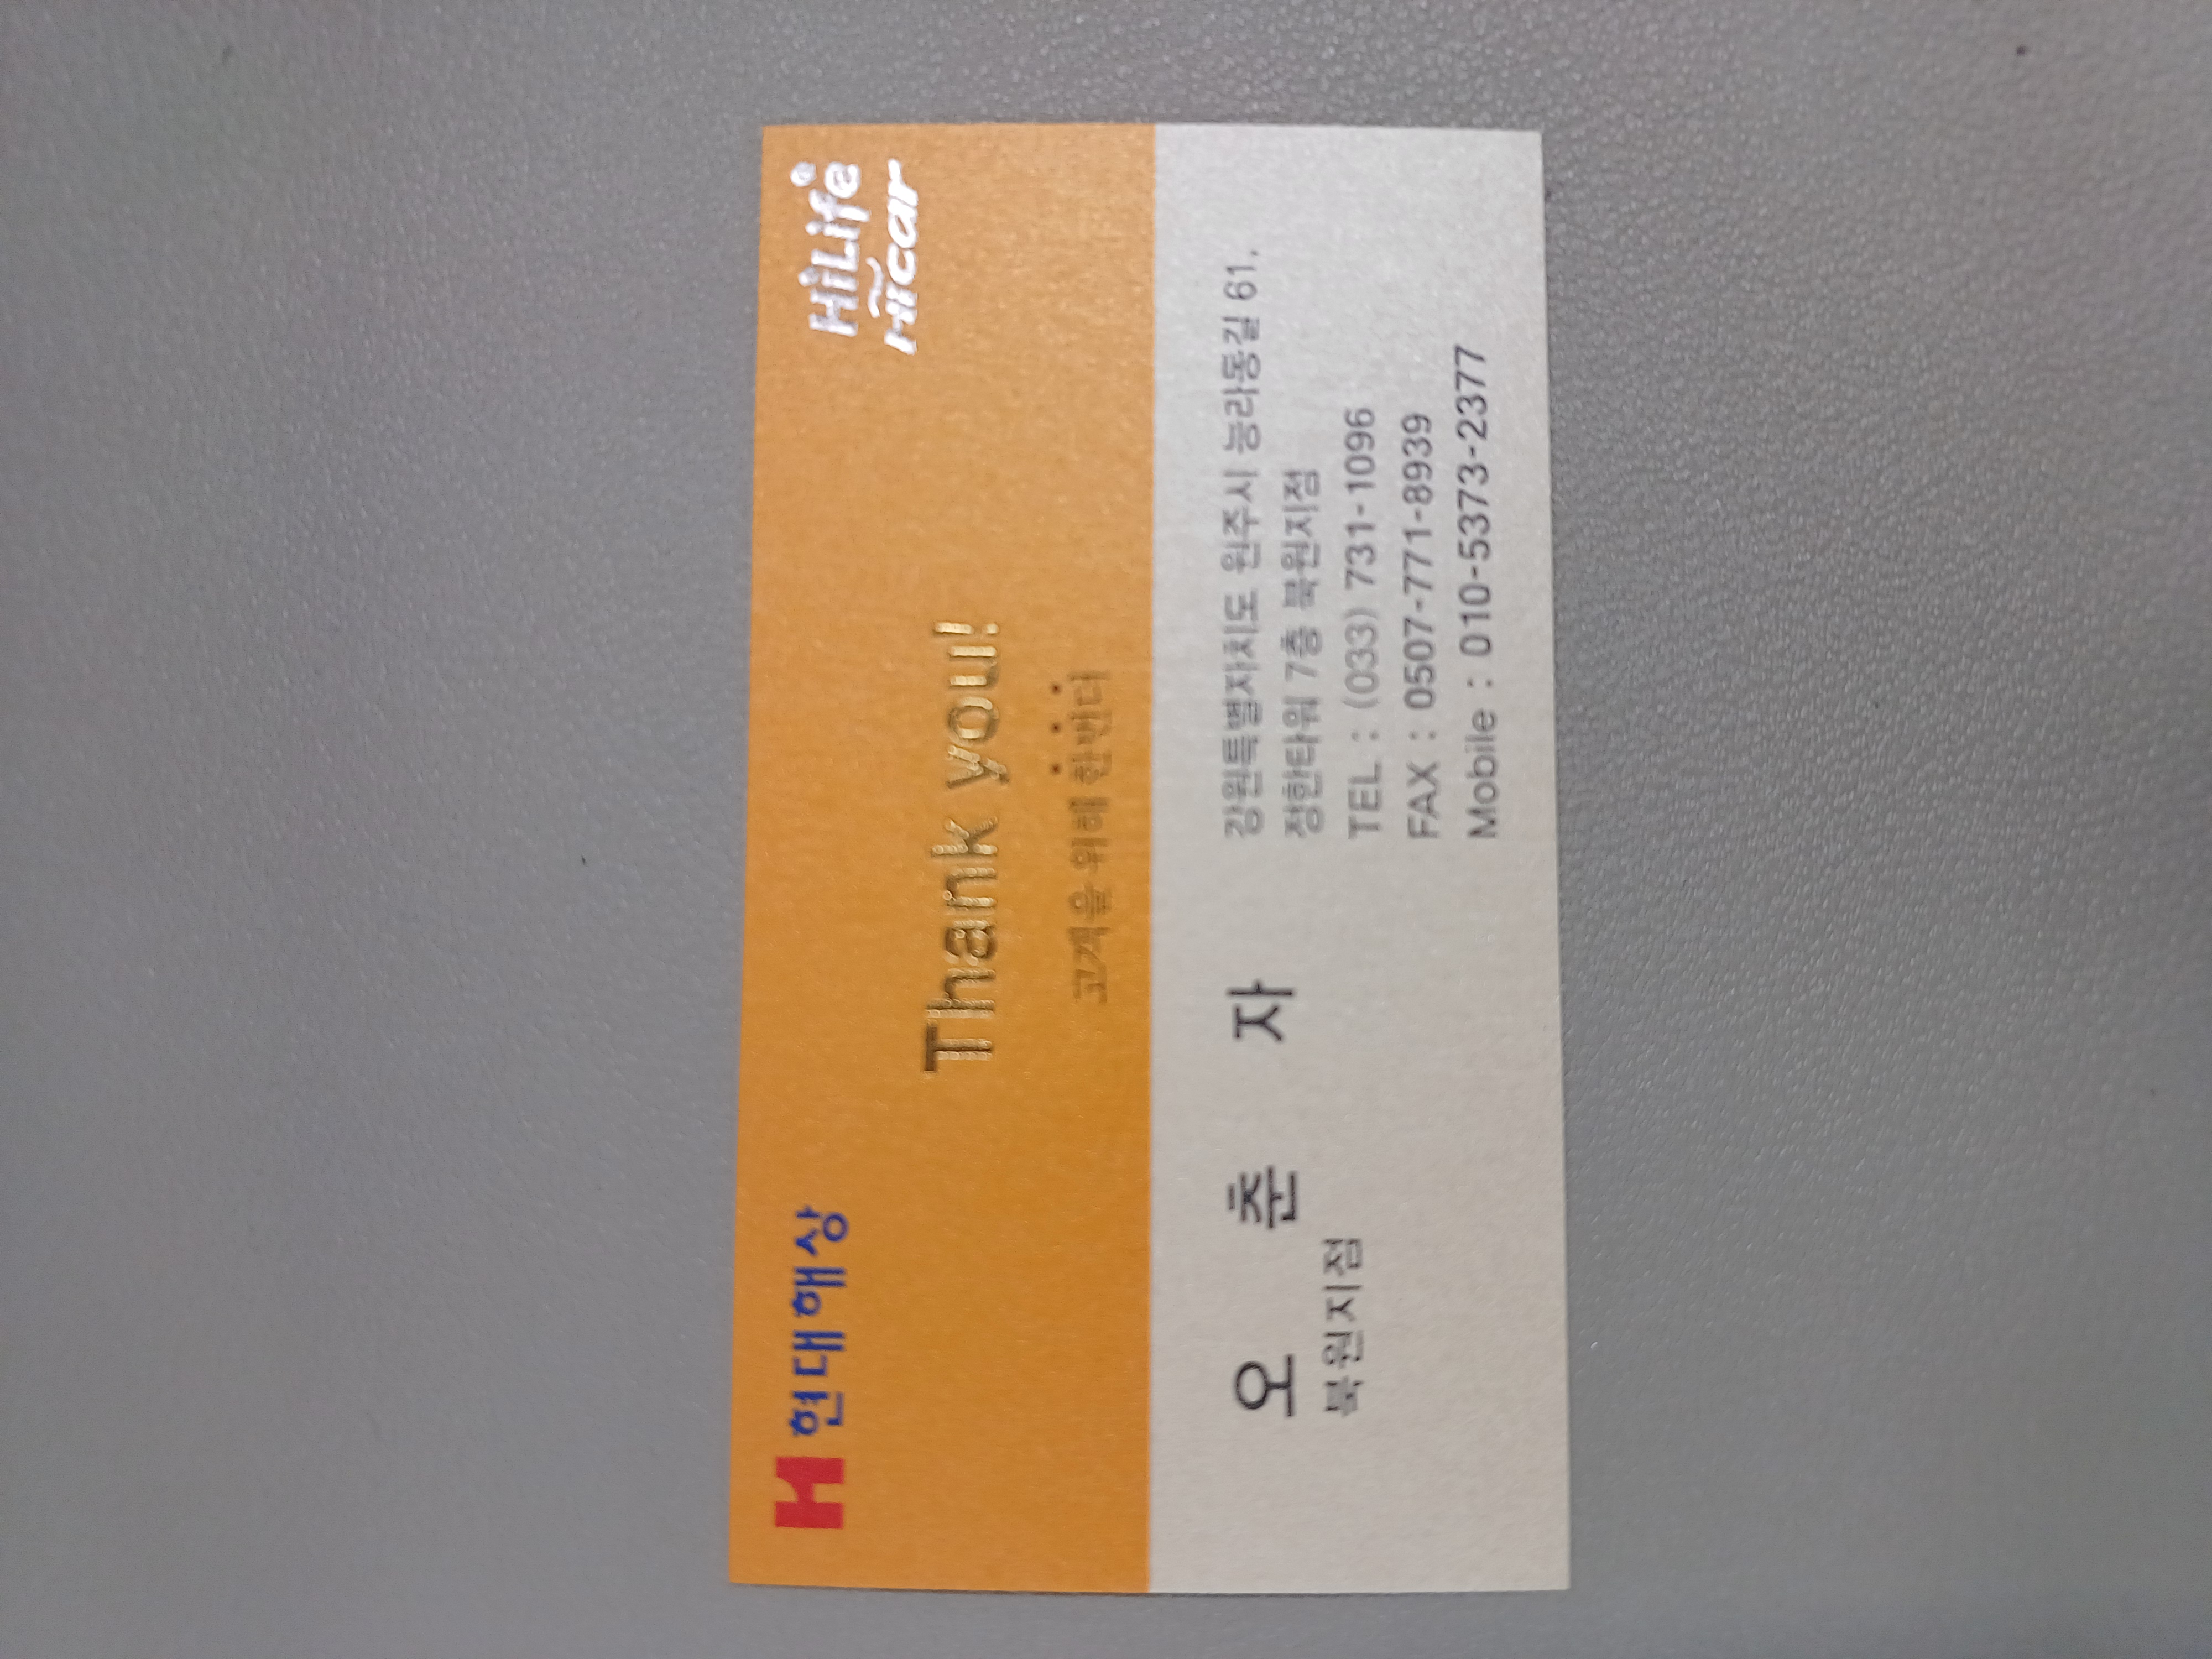 현대해상
HiLife
Hicar
Thank you!
고객을 위해 한번더
오 춘 자
북원지점
강원특별자치도 원주시 능라동길 61,
정한타워 7층 북원지점
TEL : (033) 731-1096
FAX : 0507-771-8939
Mobile : 010-5373-2377